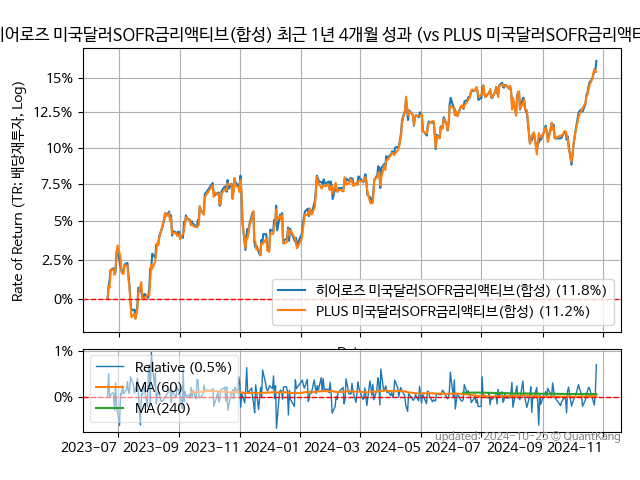 히어로즈 미국달러SOFR금리액티브(합성) 최근 1년 4개월 성과 (vs PLUS 미국달러SOFR금리액티
Rate of Return (TR: 배당재투자, Log)
15%
12.5%
10%
7.5%
5%
2.5%
0%
히어로즈 미국달러SOFR금리액티브(합성) (11.8%)
PLUS 미국달러SOFR금리액티브(합성) (11.2%)
1%
0%
Relative (0.5%)
MA(60)
MA(240)
2023-07 2023-09 2023-11 2024-01 2024-03 2024-05 2024-07 2024-09 2024-11
updated: 2024-10-25 © QuantKang